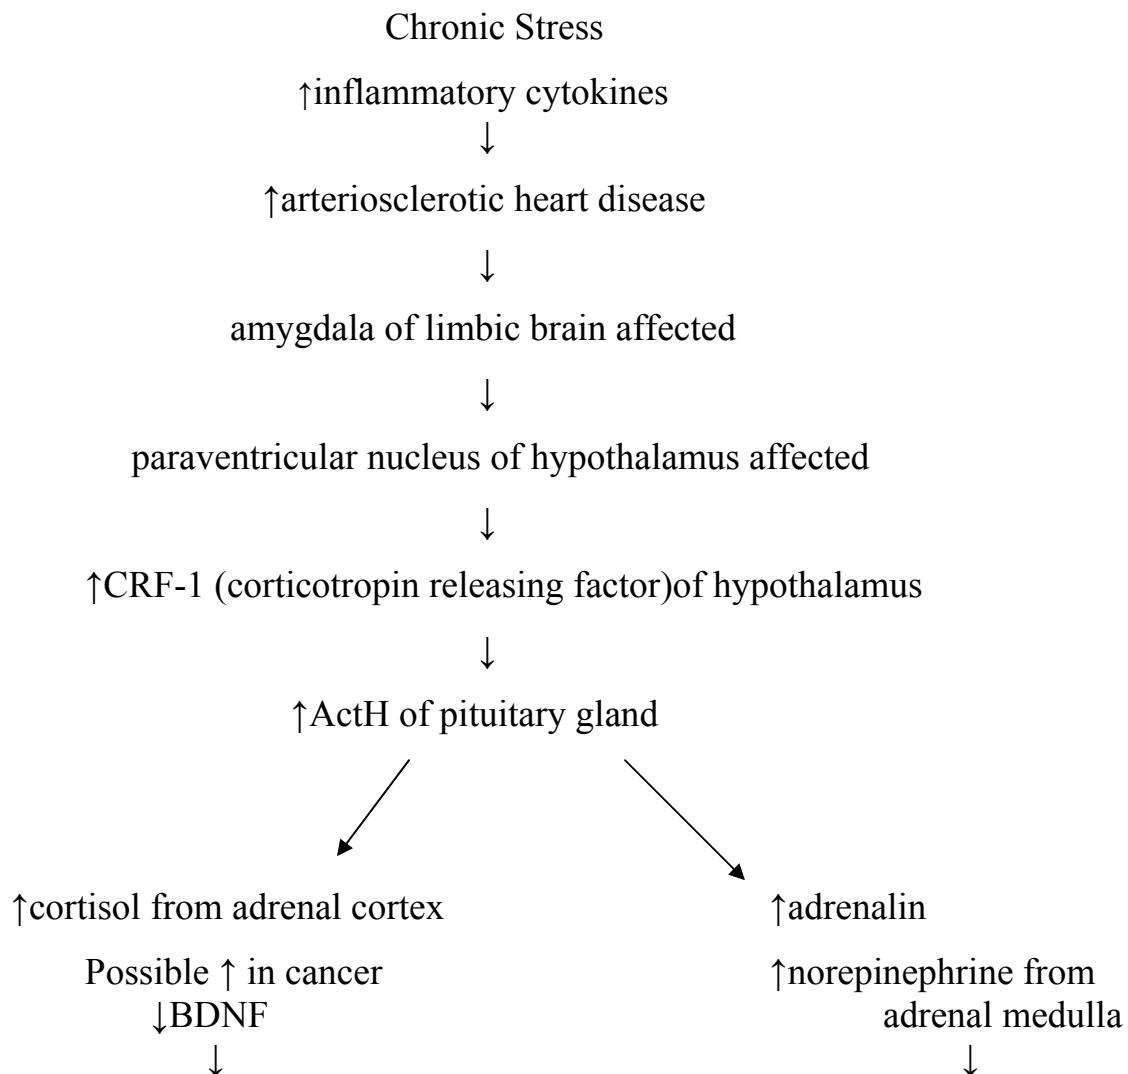 Chronic Stress
↑inflammatory cytokines
↓
↑arteriosclerotic heart disease
↓
amygdala of limbic brain affected
↓
paraventricular nucleus of hypothalamus affected
↓
↑CRF-1 (corticotropin releasing factor)of hypothalamus
↓
↑ActH of pituitary gland
↑cortisol from adrenal cortex
Possible ↑ in cancer
↓BDNF
↓
↑adrenalin
↑norepinephrine from
adrenal medulla
↓